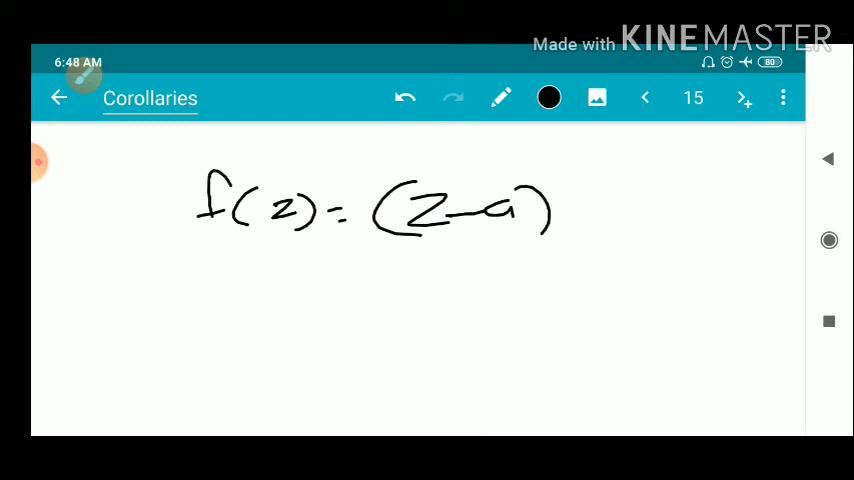 Made with KINEMASTER
6:48 AM 80
Corollaries 15
f(z) = (z-a)